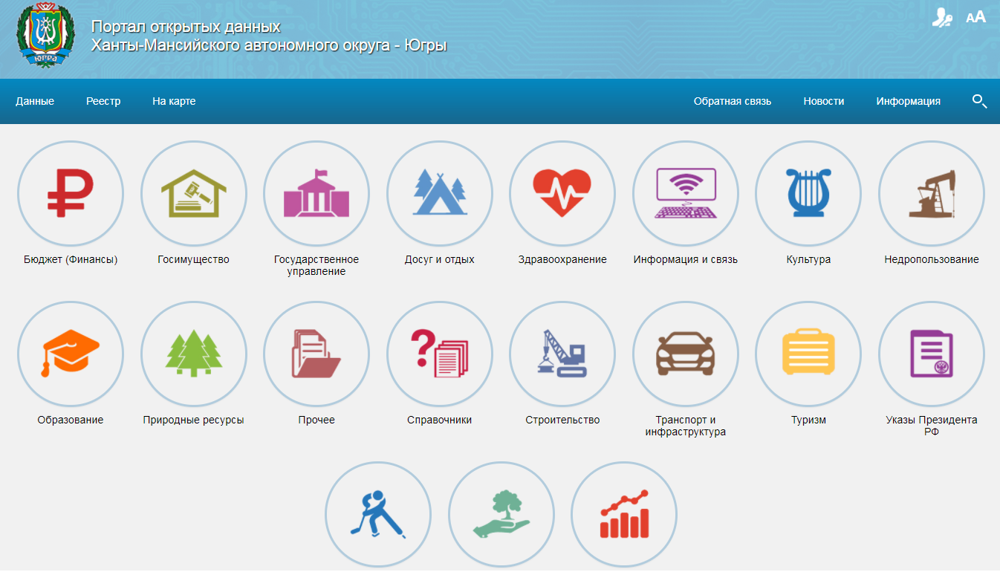 Портал открытых данных
Ханты-Мансийского автономного округа - Югры
ЮГРА
АА
Данные
Реестр
На карте
Обратная связь
Новости
Информация
Бюджет (Финансы)
Госимущество
Государственное
управление
Досуг и отдых
Здравоохранение
Информация и связь
Культура
Недропользование
Образование
Природные ресурсы
Прочее
Справочники
Строительство
Транспорт и
инфраструктура
Туризм
Указы Президента
РФ